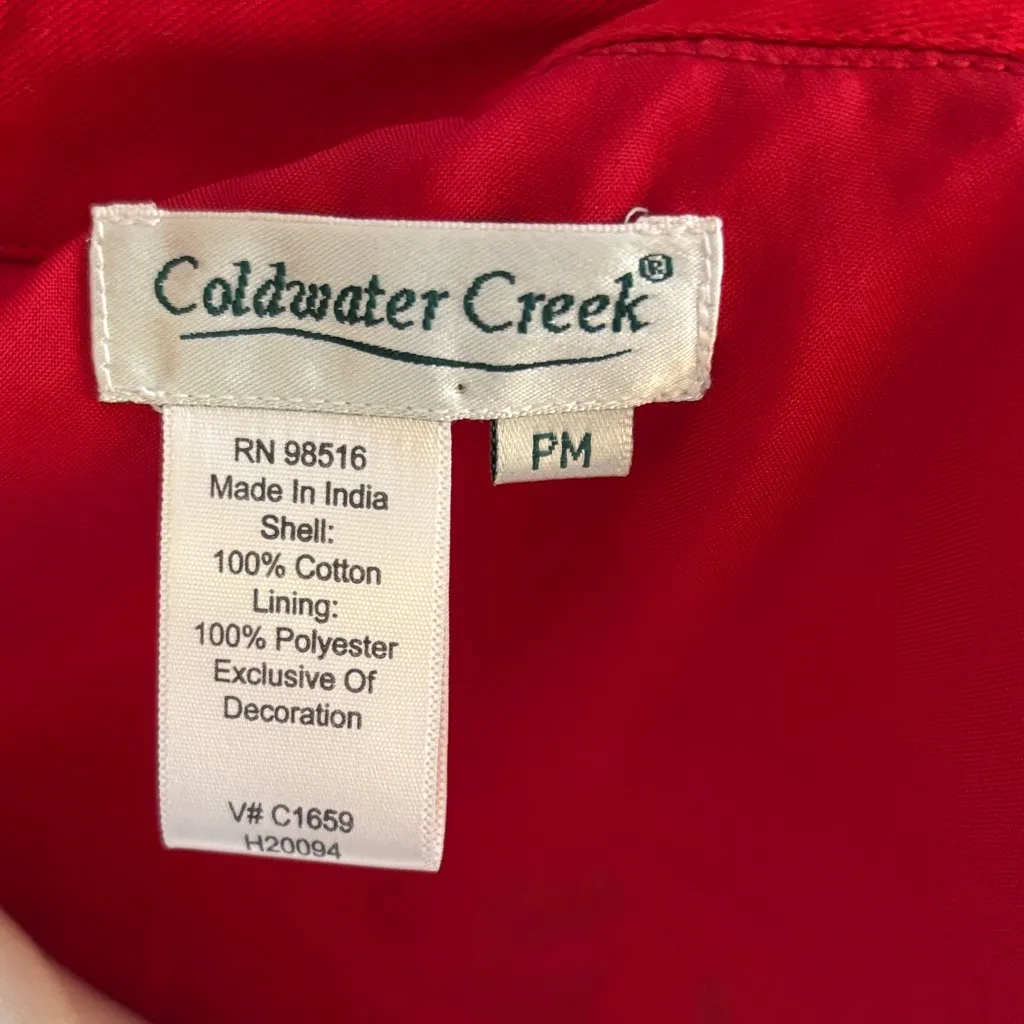 Coldwater Creek®
PM
RN 98516
Made In India
Shell:
100% Cotton
Lining:
100% Polyester
Exclusive Of
Decoration
V# C1659
H20094